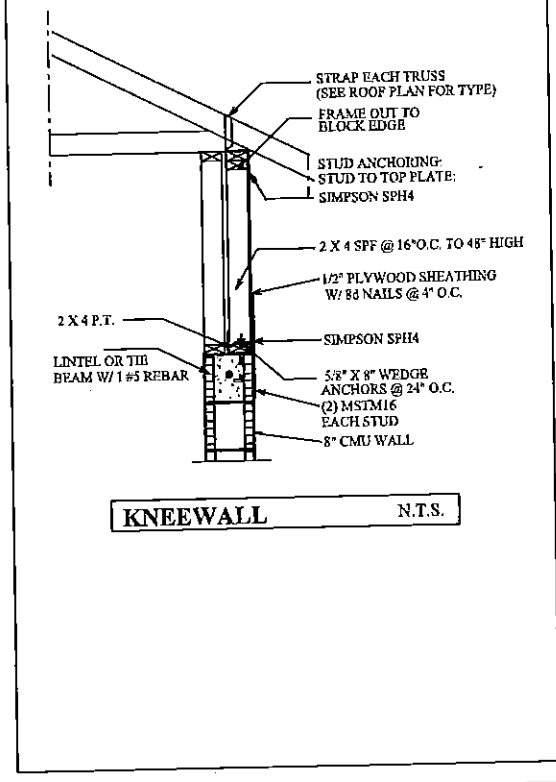 STRAP EACH TRUSS
(SEE ROOF PLAN FOR TYPE)
FRAME OUT TO
BLOCK EDGE
STUD ANCHORING:
STUD TO TOP PLATE:
SIMPSON SPH4
2 X 4 SPF @ 16"O.C. TO 48" HIGH
1/2" PLYWOOD SHEATHING
W/ 8d NAILS @ 4" O.C.
2 X 4 P.T.
SIMPSON SPH4
LINTEL OR TIE
BEAM W/ 1 #5 REBAR
5/8" X 8" WEDGE
ANCHORS @ 24" O.C.
(2) MSTM16
EACH STUD
8" CMU WALL
KNEEWALL N.T.S.